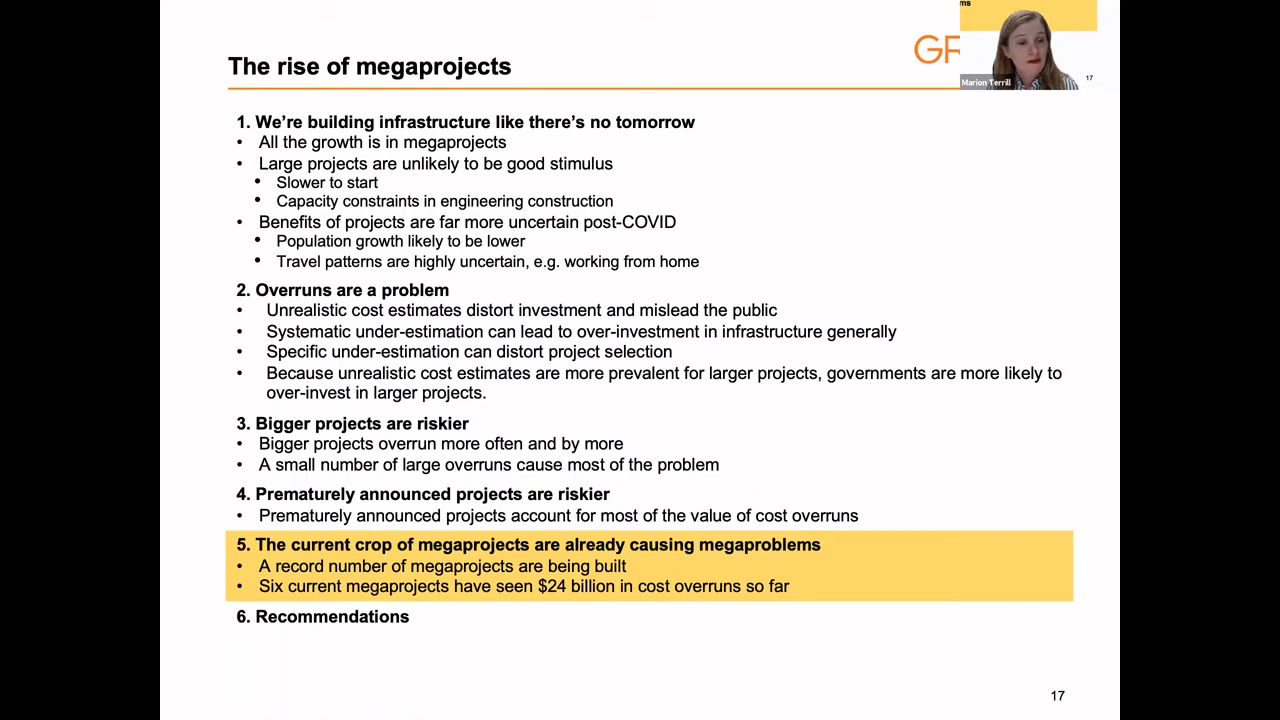 ms
GR
The rise of megaprojects
Marion Terrill
17
1. We're building infrastructure like there's no tomorrow
• All the growth is in megaprojects
• Large projects are unlikely to be good stimulus
• Slower to start
• Capacity constraints in engineering construction
• Benefits of projects are far more uncertain post-COVID
• Population growth likely to be lower
• Travel patterns are highly uncertain, e.g. working from home
2. Overruns are a problem
• Unrealistic cost estimates distort investment and mislead the public
• Systematic under-estimation can lead to over-investment in infrastructure generally
• Specific under-estimation can distort project selection
• Because unrealistic cost estimates are more prevalent for larger projects, governments are more likely to
over-invest in larger projects.
3. Bigger projects are riskier
• Bigger projects overrun more often and by more
• A small number of large overruns cause most of the problem
4. Prematurely announced projects are riskier
• Prematurely announced projects account for most of the value of cost overruns
5. The current crop of megaprojects are already causing megaproblems
• A record number of megaprojects are being built
• Six current megaprojects have seen $24 billion in cost overruns so far
6. Recommendations
17